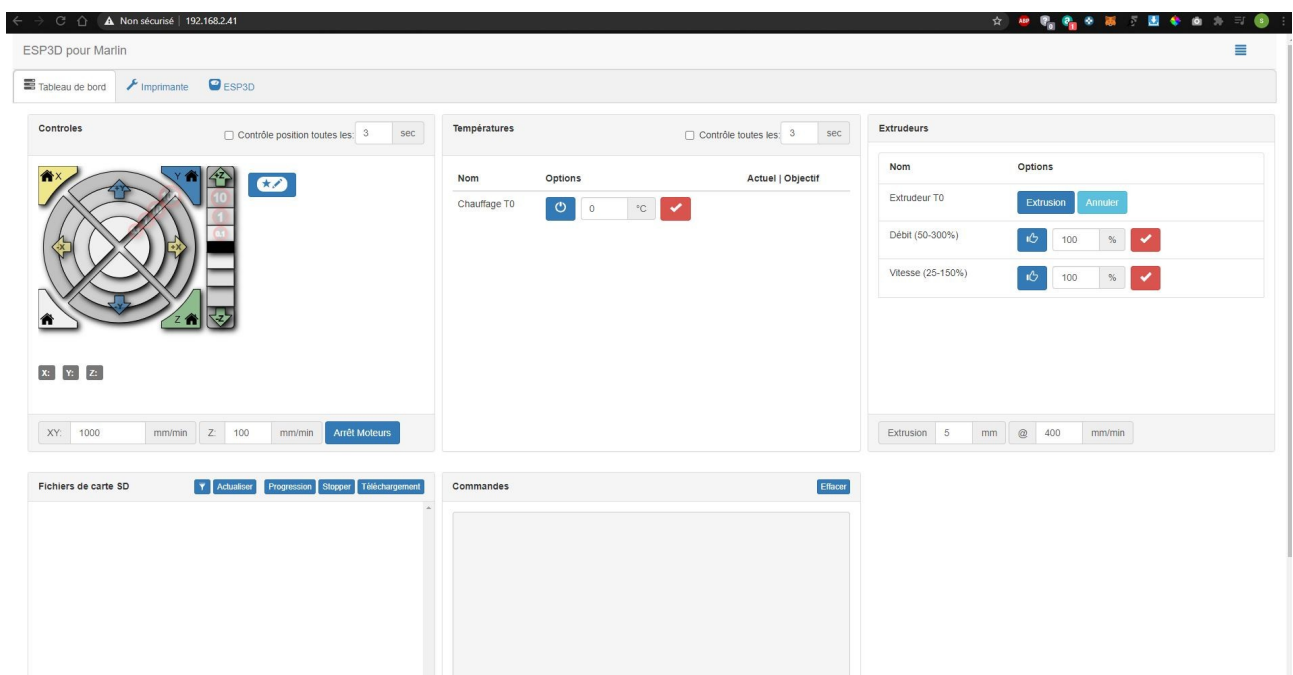 Non sécurisé | 192.168.2.41
ESP3D pour Marlin
Tableau de bord Imprimante ESP3D
Controles Contrôle position toutes les: 3 sec
X Y +Z
+Y
10
1
-X +X
-Y
Z -Z
X: Y: Z:
XY: 1000 mm/min Z: 100 mm/min Arrêt Moteurs
Températures Contrôle toutes les: 3 sec
Nom Options Actuel | Objectif
Chauffage T0 0 °C
Extrudeurs
Nom Options
Extrudeur T0 Extrusion Annuler
Débit (50-300%) 100 %
Vitesse (25-150%) 100 %
Extrusion 5 mm @ 400 mm/min
Fichiers de carte SD Actualiser Progression Stopper Téléchargement
Commandes Effacer